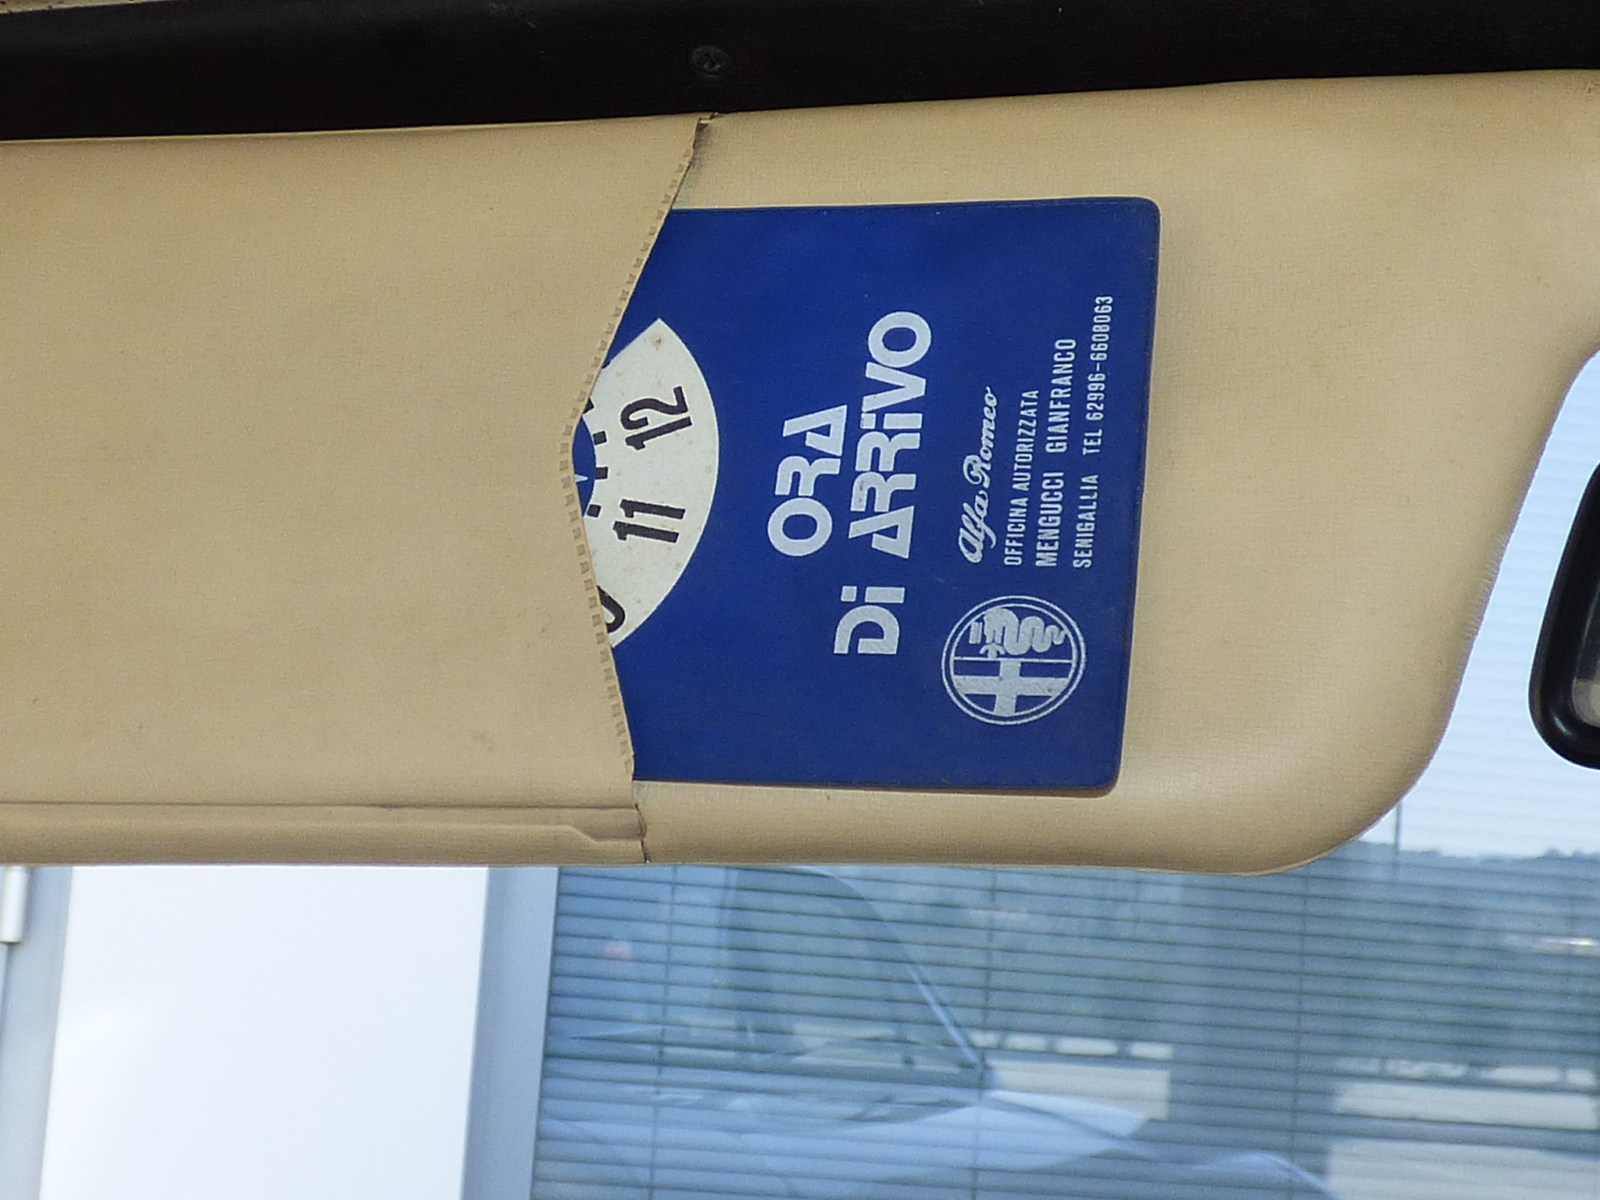 11 12
ORA
Di ARRiVO
Alfa Romeo
OFFICINA AUTORIZZATA
MENGUCCI GIANFRANCO
SENIGALLIA TEL 62996-6608063